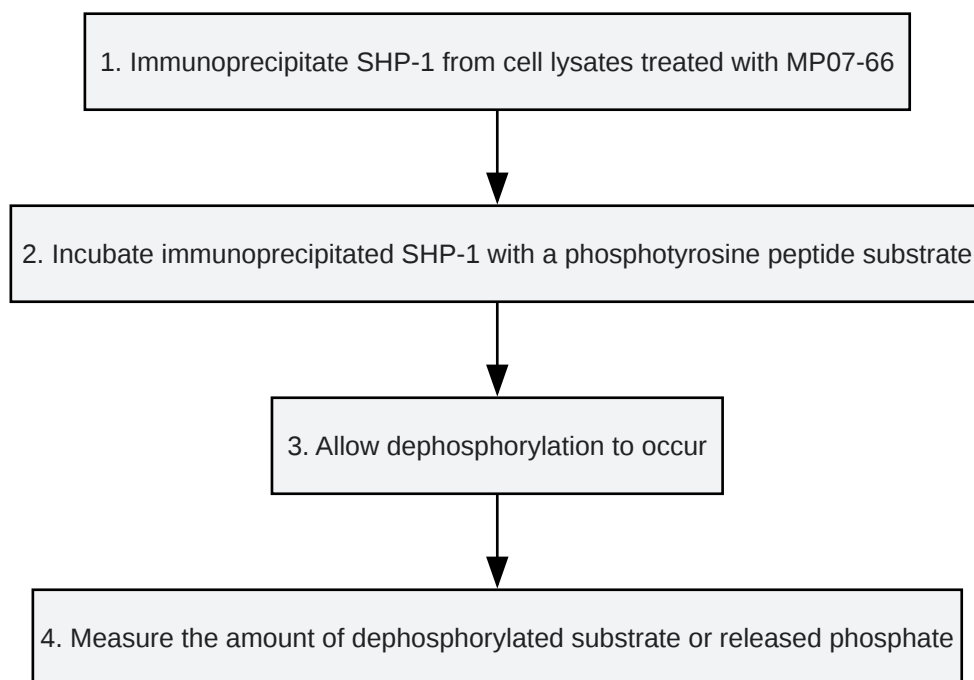 1. Immunoprecipitate SHP-1 from cell lysates treated with MP07-66
2. Incubate immunoprecipitated SHP-1 with a phosphotyrosine peptide substrate
3. Allow dephosphorylation to occur
4. Measure the amount of dephosphorylated substrate or released phosphate